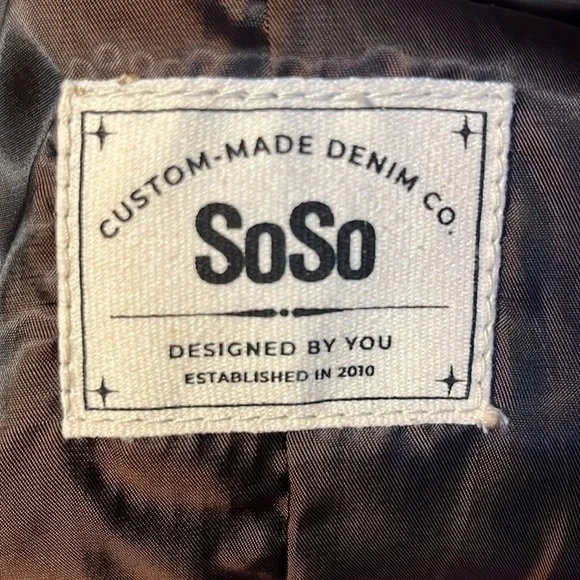 CUSTOM-MADE DENIM CO.
SoSo
DESIGNED BY YOU
ESTABLISHED IN 2010